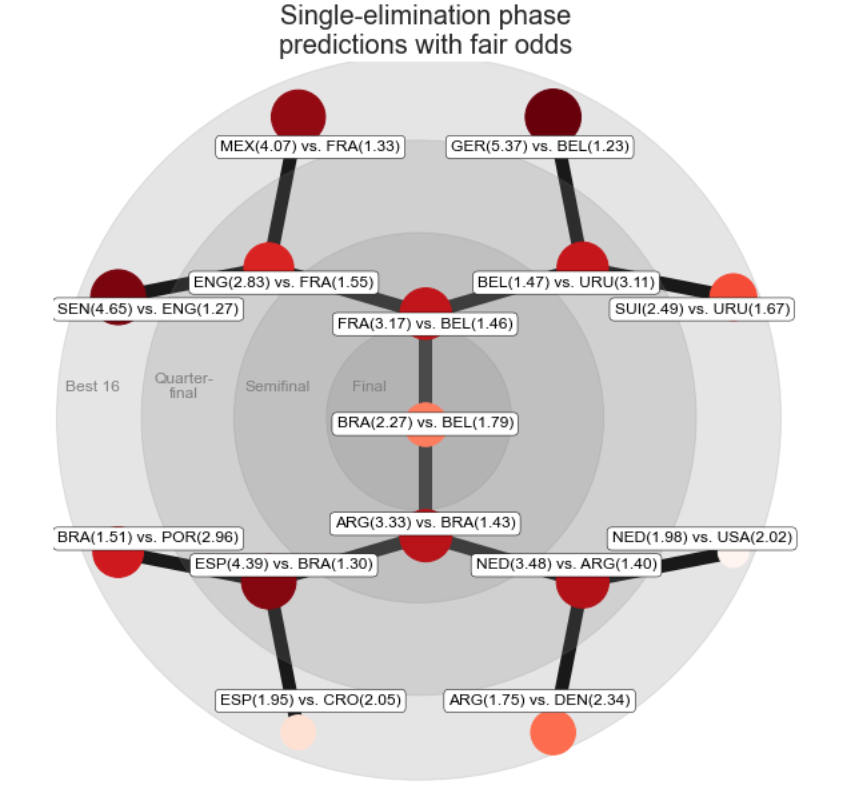 Single-elimination phase
predictions with fair odds
MEX(4.07) vs. FRA(1.33)
GER(5.37) vs. BEL(1.23)
ENG(2.83) vs. FRA(1.55)
BEL(1.47) vs. URU(3.11)
SEN(4.65) vs. ENG(1.27)
SUI(2.49) vs. URU(1.67)
FRA(3.17) vs. BEL(1.46)
Best 16
Quarter-
final
Semifinal
Final
BRA(2.27) vs. BEL(1.79)
ARG(3.33) vs. BRA(1.43)
BRA(1.51) vs. POR(2.96)
NED(1.98) vs. USA(2.02)
ESP(4.39) vs. BRA(1.30)
NED(3.48) vs. ARG(1.40)
ESP(1.95) vs. CRO(2.05)
ARG(1.75) vs. DEN(2.34)